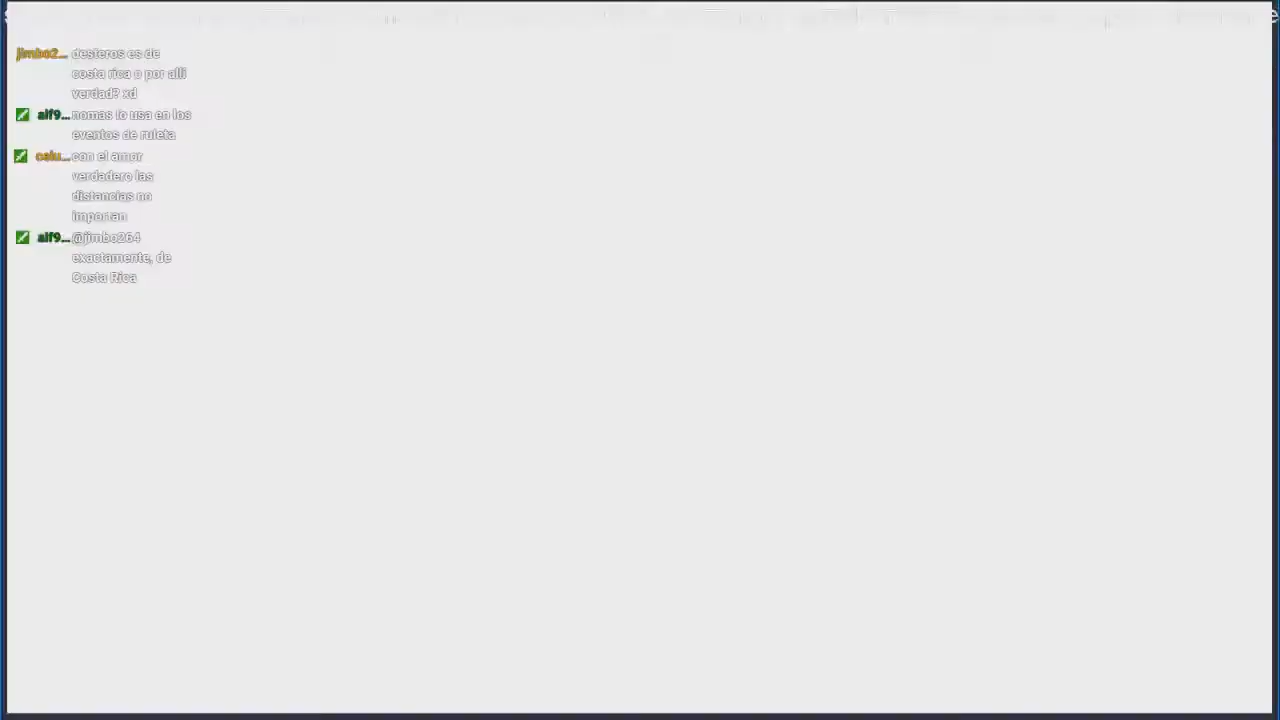 jimbo2... desteros es de
costa rica o por alli
verdad? xd
alf9... nomas lo usa en los
eventos de ruleta
calu... con el amor
verdadero las
distancias no
importan
alf9... @jimbo264
exactamente, de
Costa Rica